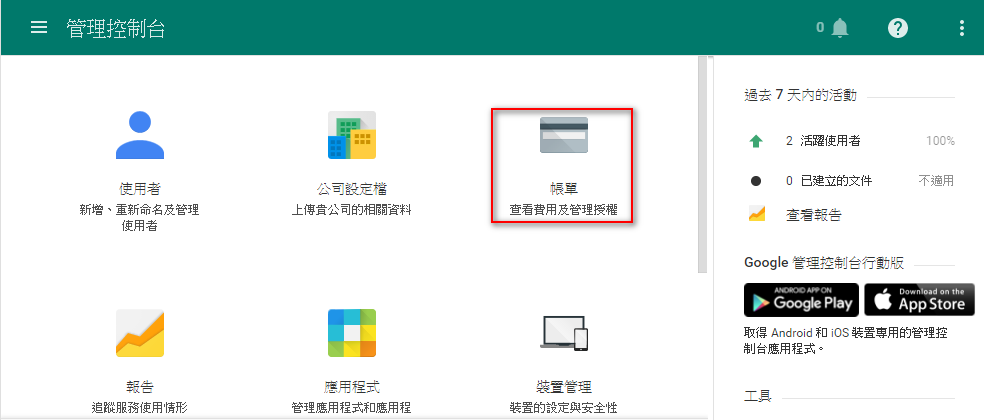 管理控制台
0
使用者
新增、重新命名及管理
使用者
公司設定檔
上傳貴公司的相關資料
帳單
查看費用及管理授權
報告
追蹤服務使用情形
應用程式
管理應用程式和應用程
裝置管理
裝置的設定與安全性
過去 7 天內的活動
2 活躍使用者 100%
0 已建立的文件 不適用
查看報告
Google 管理控制台行動版
ANDROID APP ON
Google Play
Download on the
App Store
取得 Android 和 iOS 裝置專用的管理控
制台應用程式。
工具